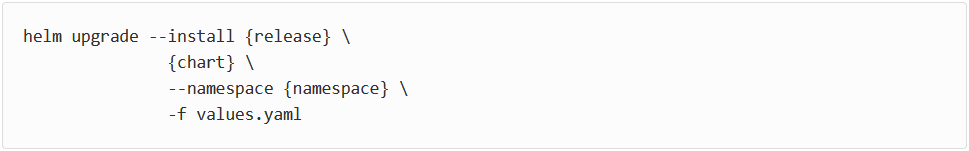 helm upgrade --install {release} \
{chart} \
--namespace {namespace} \
-f values.yaml